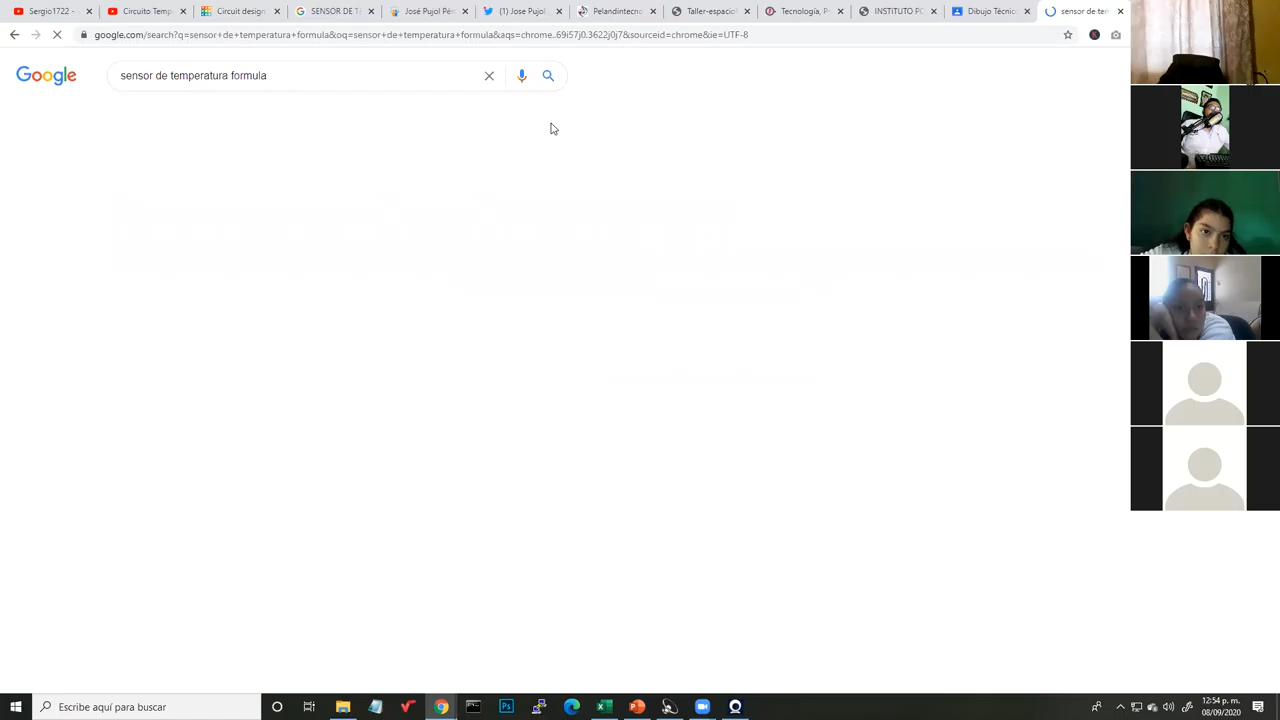 Sergio1722 -
Circuito Temp
Circuit design
SENSOR DE T
José Pujol Pé
(1) Jose Pujol
Pelandintecno
Taller-espacio
Tecnología, P
INSTITUTO PO
Dibujo Técnic
sensor de tem
google.com/search?q=sensor+de+temperatura+formula&oq=sensor+de+temperatura+formula&aqs=chrome..69i57j0.3622j0j7&sourceid=chrome&ie=UTF-8
Google
sensor de temperatura formula
Escribe aquí para buscar
Ps
12:54 p. m.
08/09/2020